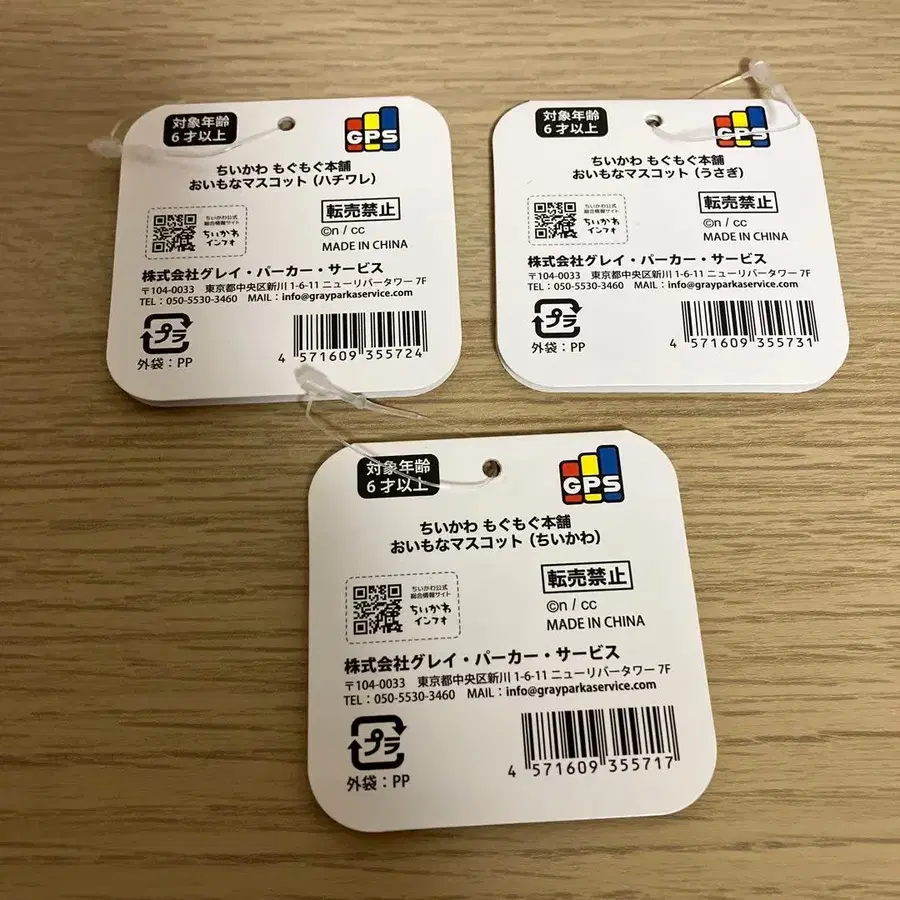 対象年齢
6才以上
GPS
ちいかわ もぐもぐ本舗
おいもなマスコット（ハチワレ）
ちいかわ公式
総合情報サイト
ちいかわ
インフォ
転売禁止
©n / cc
MADE IN CHINA
株式会社グレイ・パーカー・サービス
〒104-0033 東京都中央区新川 1-6-11 ニューリバータワー 7F
TEL：050-5530-3460 MAIL：info@grayparkaservice.com
プラ
外袋：PP
4 571609 355724
対象年齢
6才以上
GPS
ちいかわ もぐもぐ本舗
おいもなマスコット（うさぎ）
ちいかわ公式
総合情報サイト
ちいかわ
インフォ
転売禁止
©n / cc
MADE IN CHINA
株式会社グレイ・パーカー・サービス
〒104-0033 東京都中央区新川 1-6-11 ニューリバータワー 7F
TEL：050-5530-3460 MAIL：info@grayparkaservice.com
プラ
外袋：PP
4 571609 355731
対象年齢
6才以上
GPS
ちいかわ もぐもぐ本舗
おいもなマスコット（ちいかわ）
ちいかわ公式
総合情報サイト
ちいかわ
インフォ
転売禁止
©n / cc
MADE IN CHINA
株式会社グレイ・パーカー・サービス
〒104-0033 東京都中央区新川 1-6-11 ニューリバータワー 7F
TEL：050-5530-3460 MAIL：info@grayparkaservice.com
プラ
外袋：PP
4 571609 355717